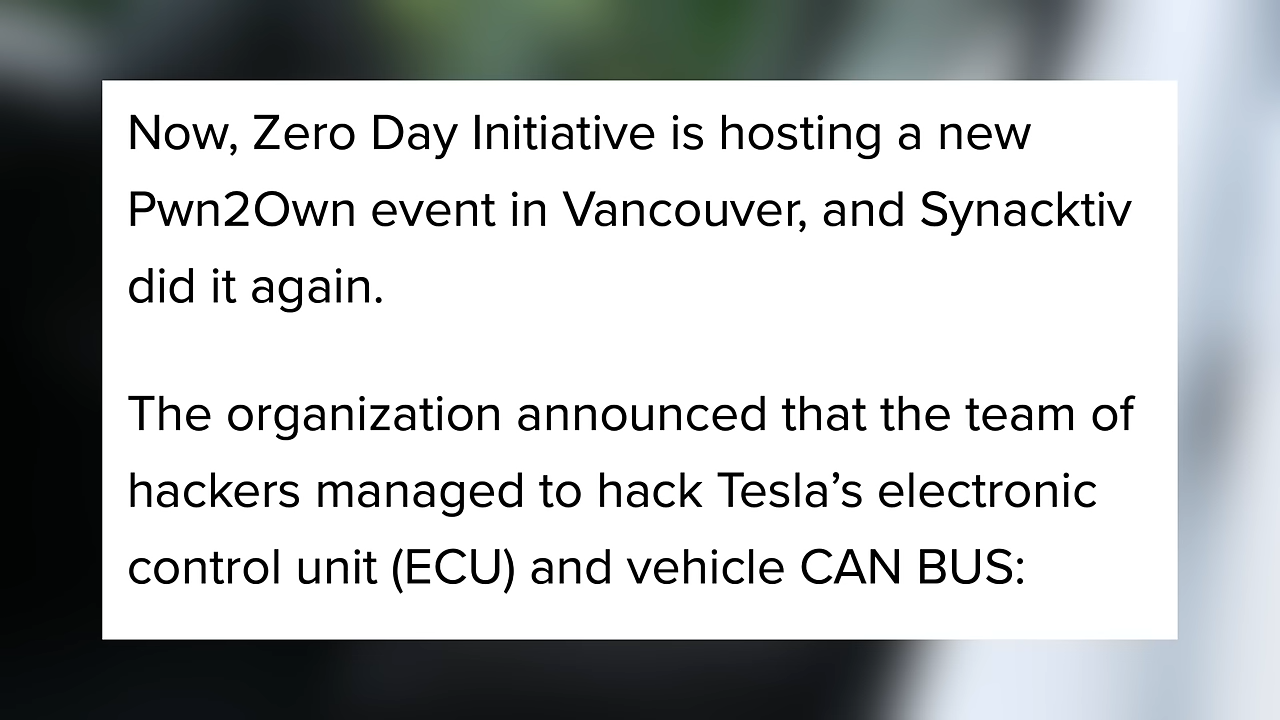 Now, Zero Day Initiative is hosting a new
Pwn2Own event in Vancouver, and Synacktiv
did it again.
The organization announced that the team of
hackers managed to hack Tesla’s electronic
control unit (ECU) and vehicle CAN BUS: